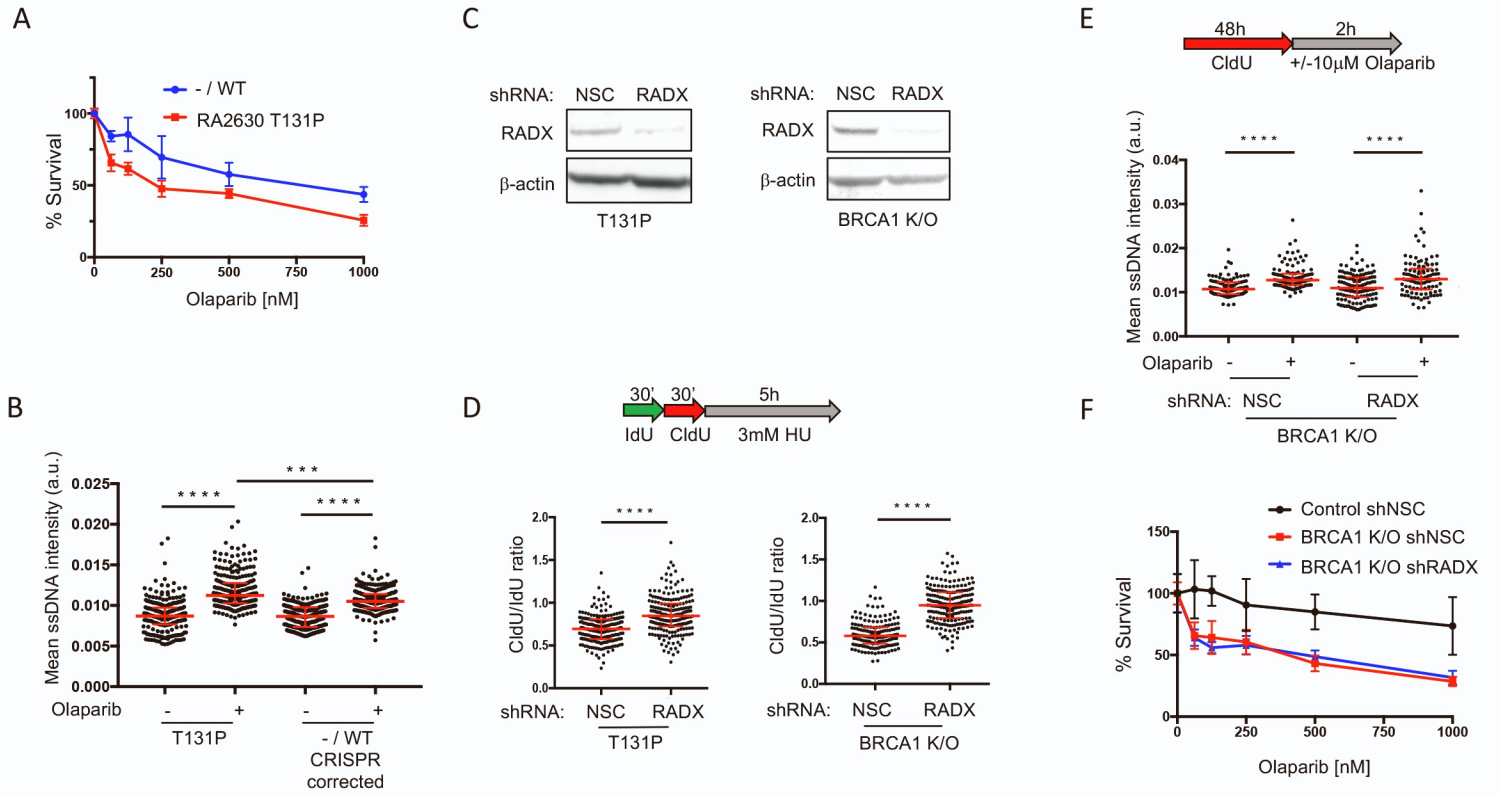 A
- / WT
RA2630 T131P
% Survival
100
50
0
0 250 500 750 1000
Olaparib [nM]
B
Mean ssDNA intensity (a.u.)
0.025
0.020
0.015
0.010
0.005
0.000
* * * *
* * *
* * * *
Olaparib - + - +
T131P
- / WT
CRISPR
corrected
C
shRNA: NSC RADX
RADX
β-actin
T131P
shRNA: NSC RADX
RADX
β-actin
BRCA1 K/O
D
30' 30' 5h
IdU CldU 3mM HU
CldU/IdU ratio
2.0
1.5
1.0
0.5
0.0
* * * *
shRNA: NSC RADX
T131P
CldU/IdU ratio
2.0
1.5
1.0
0.5
0.0
* * * *
shRNA: NSC RADX
BRCA1 K/O
E
48h 2h
CldU +/-10µM Olaparib
Mean ssDNA intensity (a.u.)
0.04
0.03
0.02
0.01
0.00
* * * *
* * * *
Olaparib - + - +
shRNA: NSC RADX
BRCA1 K/O
F
Control shNSC
BRCA1 K/O shNSC
BRCA1 K/O shRADX
% Survival
150
100
50
0
0 250 500 750 1000
Olaparib [nM]